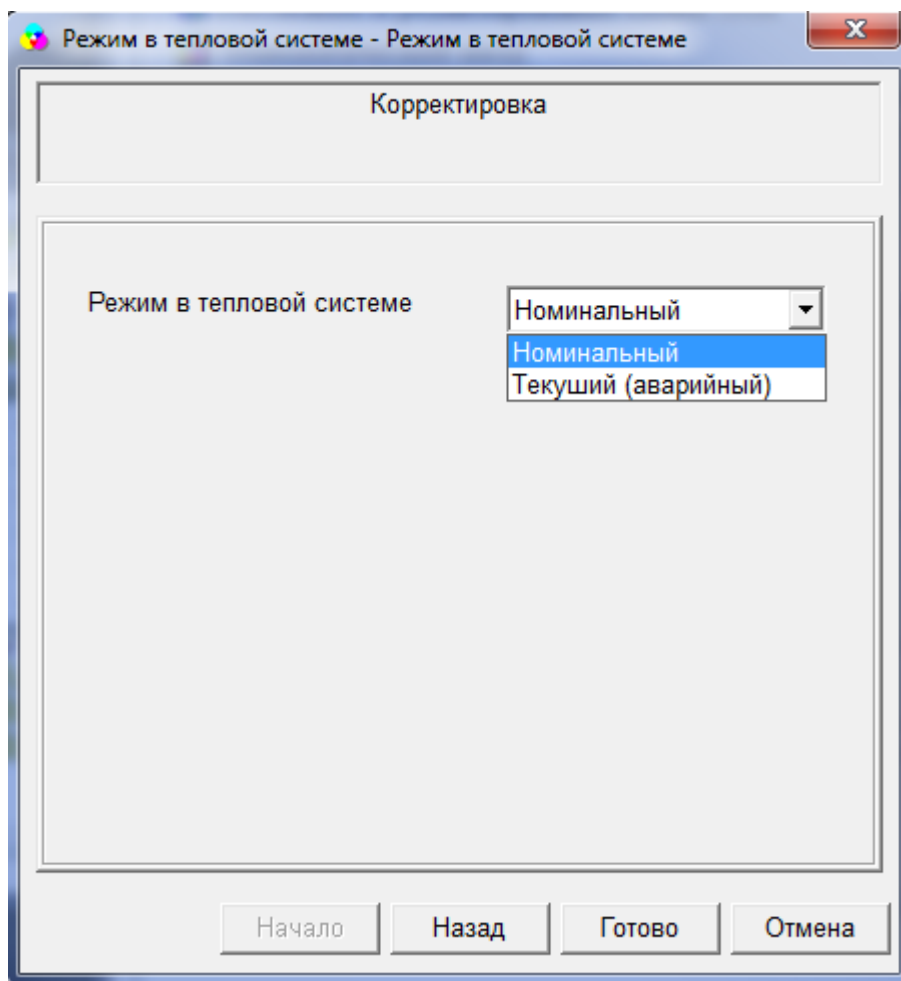 Режим в тепловой системе - Режим в тепловой системе
Корректировка
Режим в тепловой системе
Номинальный
Номинальный
Текуший (аварийный)
Начало
Назад
Готово
Отмена